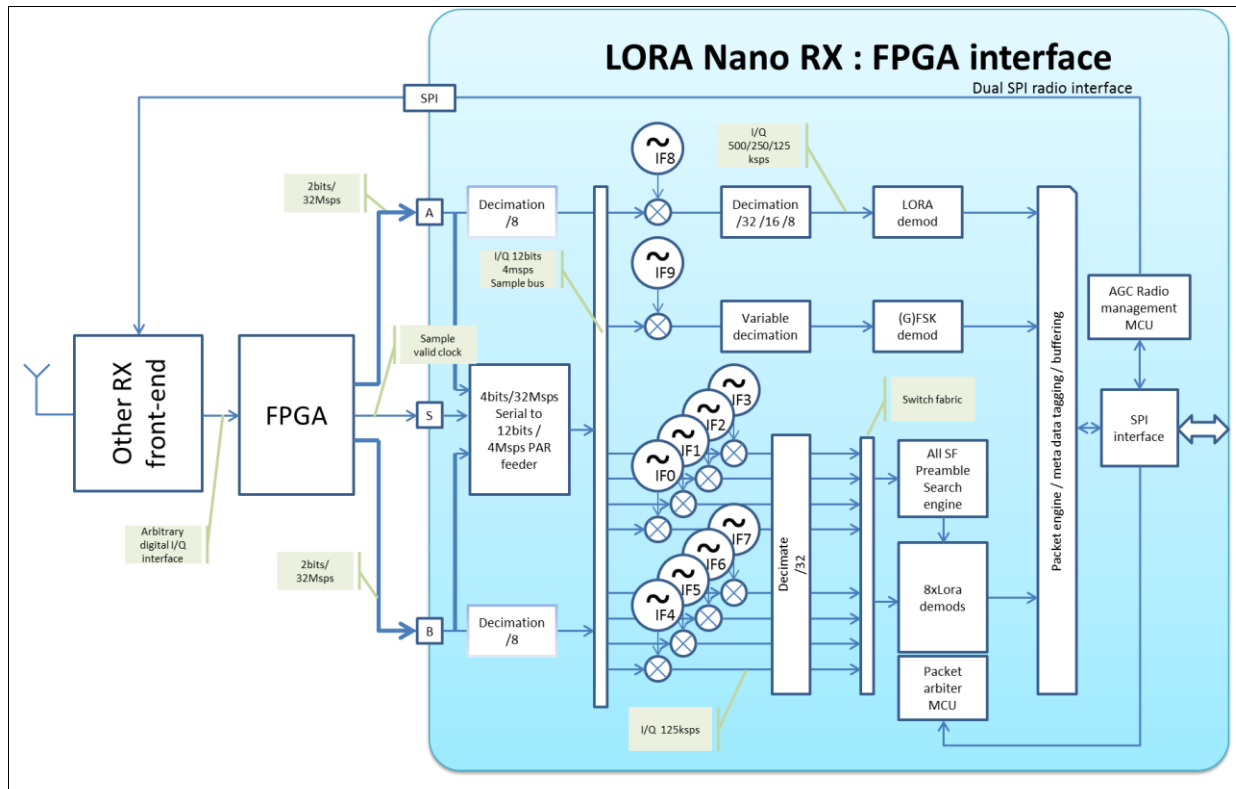 LORA Nano RX : FPGA interface
Dual SPI radio interface
SPI
I/Q
500/250/125
ksps
IF8
2bits/
32Msps
A
Decimation
/8
Decimation
/32 /16 /8
LORA
demod
I/Q 12bits
4msps
Sample bus
IF9
AGC Radio
management
MCU
Variable
decimation
(G)FSK
demod
Sample
valid clock
Other RX
front-end
FPGA
S
4bits/32Msps
Serial to
12bits /
4Msps PAR
feeder
IF3
IF2
IF1
IF0
Switch fabric
SPI
interface
All SF
Preamble
Search
engine
Decimate
/32
Packet engine / meta data tagging / buffering
Arbitrary
digital I/Q
interface
IF7
IF6
IF5
IF4
2bits/
32Msps
8xLora
demods
B
Decimation
/8
Packet
arbiter
MCU
I/Q  125ksps